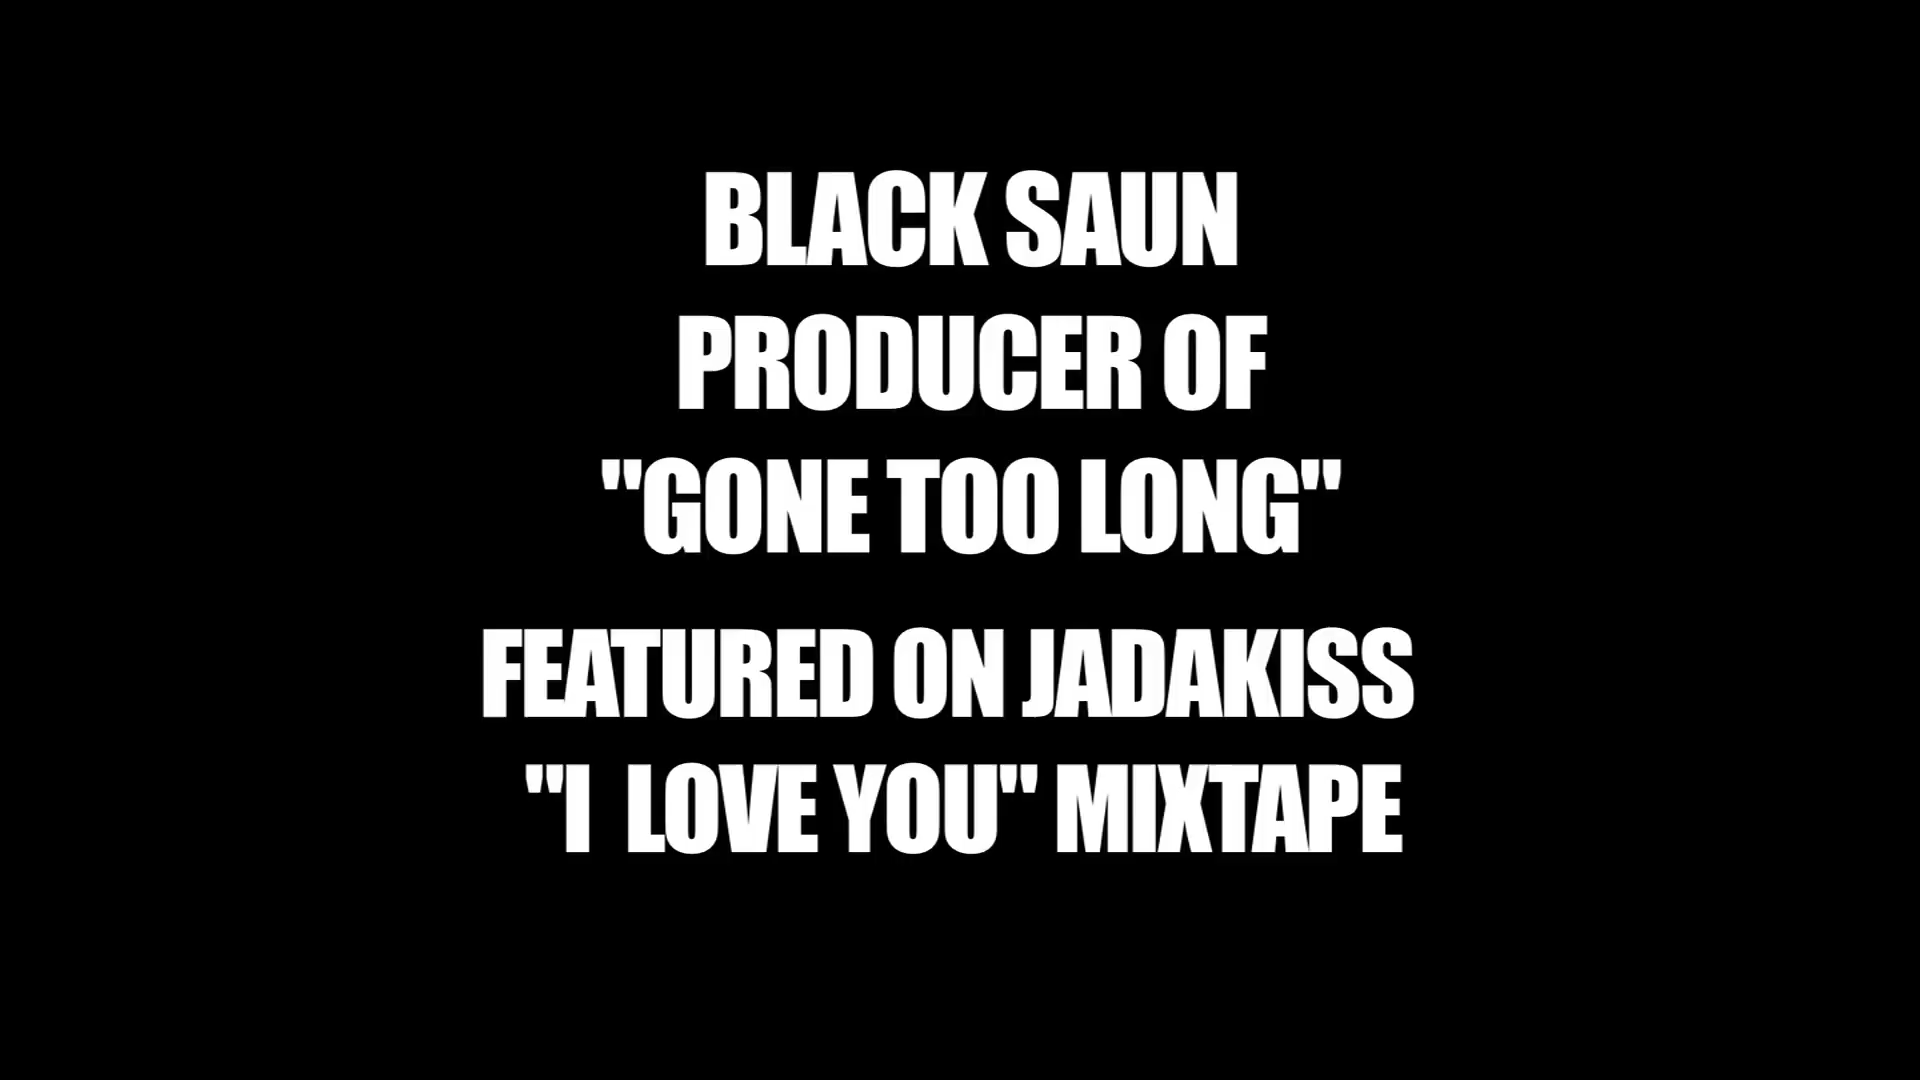 BLACK SAUN
PRODUCER OF
"GONE TOO LONG"
FEATURED ON JADAKISS
"I LOVE YOU" MIXTAPE